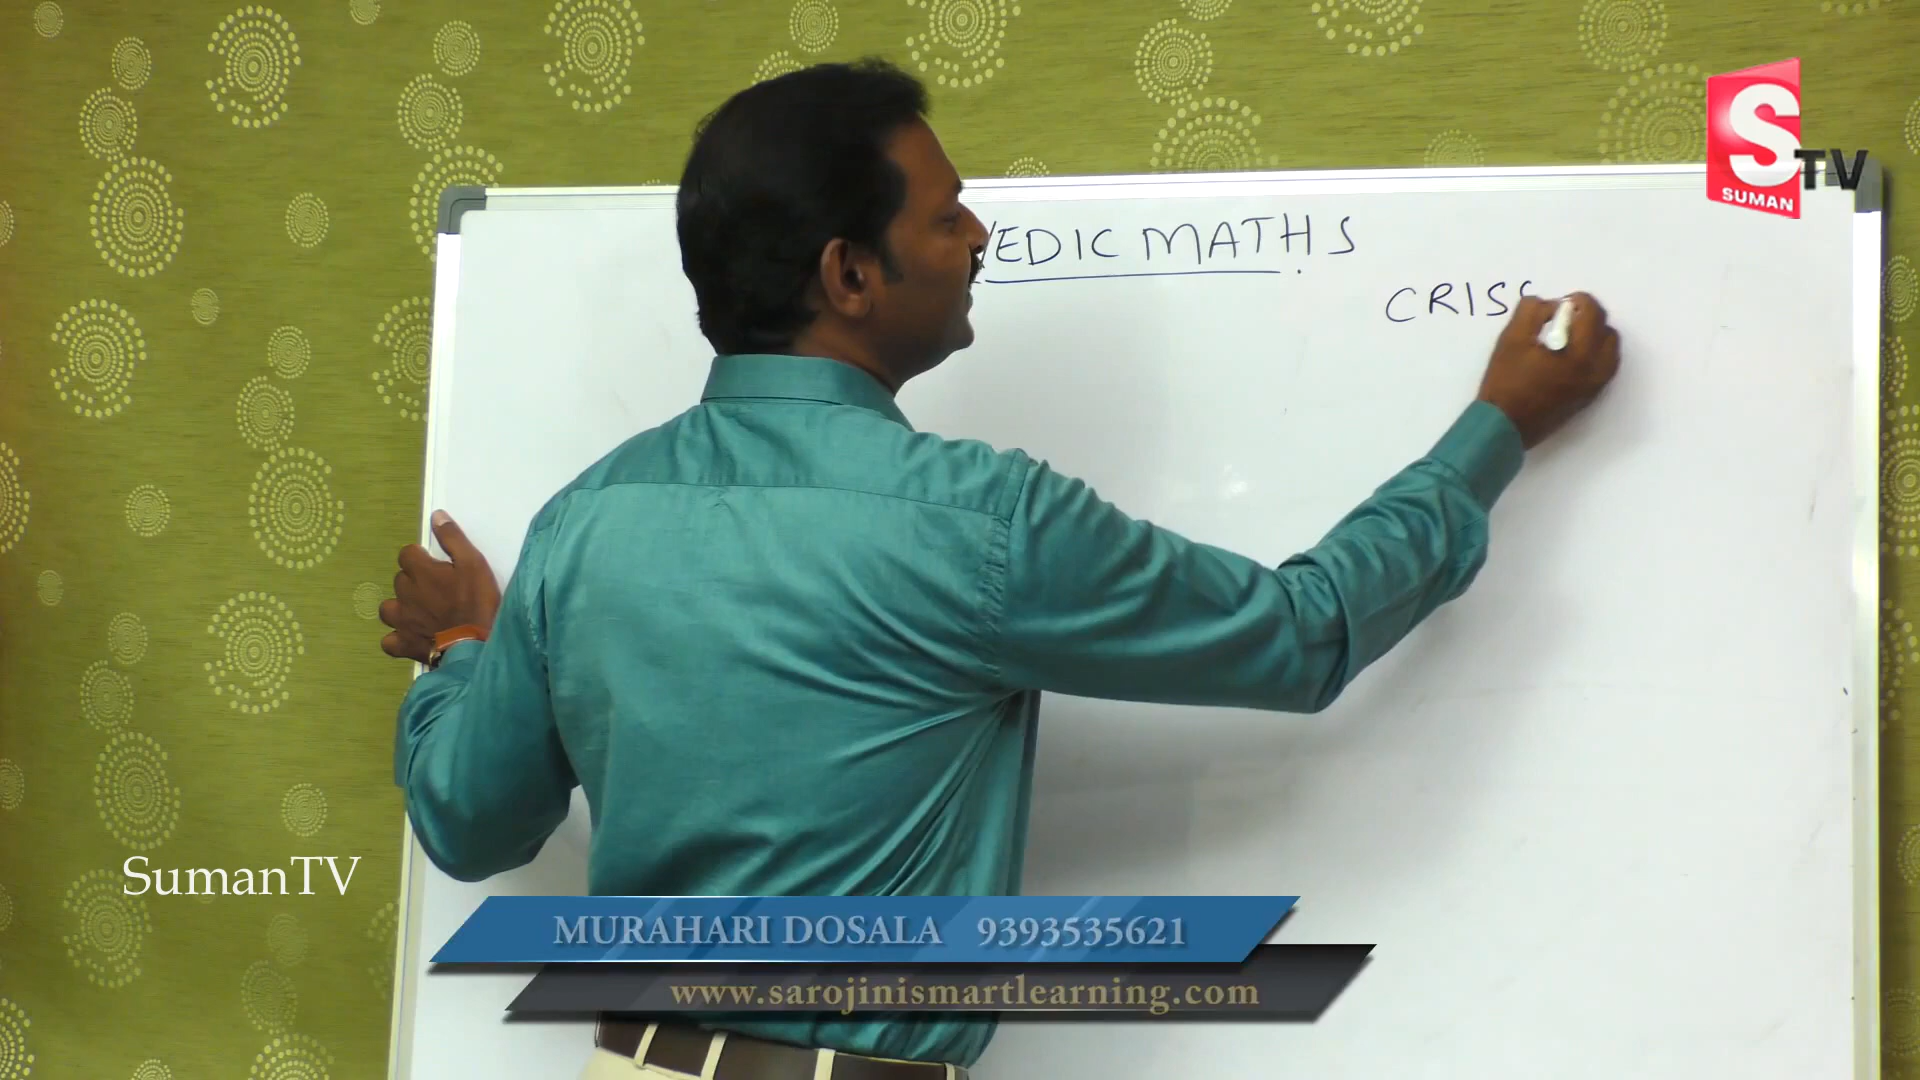 S
TV
SUMAN
VEDIC MATHS
CRISS
SumanTV
MURAHARI DOSALA 9393535621
www.sarojinismartlearning.com